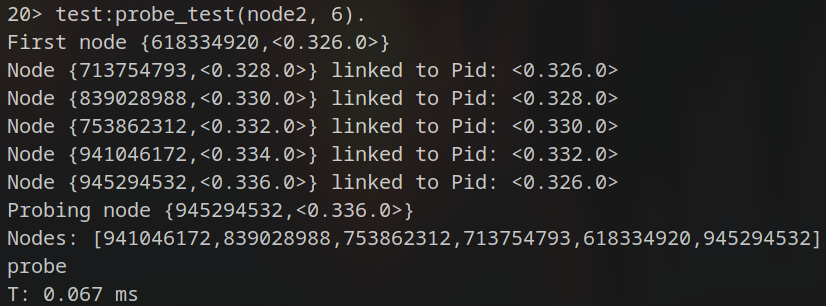 20> test:probe_test(node2, 6).
First node {618334920,<0.326.0>}
Node {713754793,<0.328.0>} linked to Pid: <0.326.0>
Node {839028988,<0.330.0>} linked to Pid: <0.328.0>
Node {753862312,<0.332.0>} linked to Pid: <0.330.0>
Node {941046172,<0.334.0>} linked to Pid: <0.332.0>
Node {945294532,<0.336.0>} linked to Pid: <0.326.0>
Probing node {945294532,<0.336.0>}
Nodes: [941046172,839028988,753862312,713754793,618334920,945294532]
probe
T: 0.067 ms